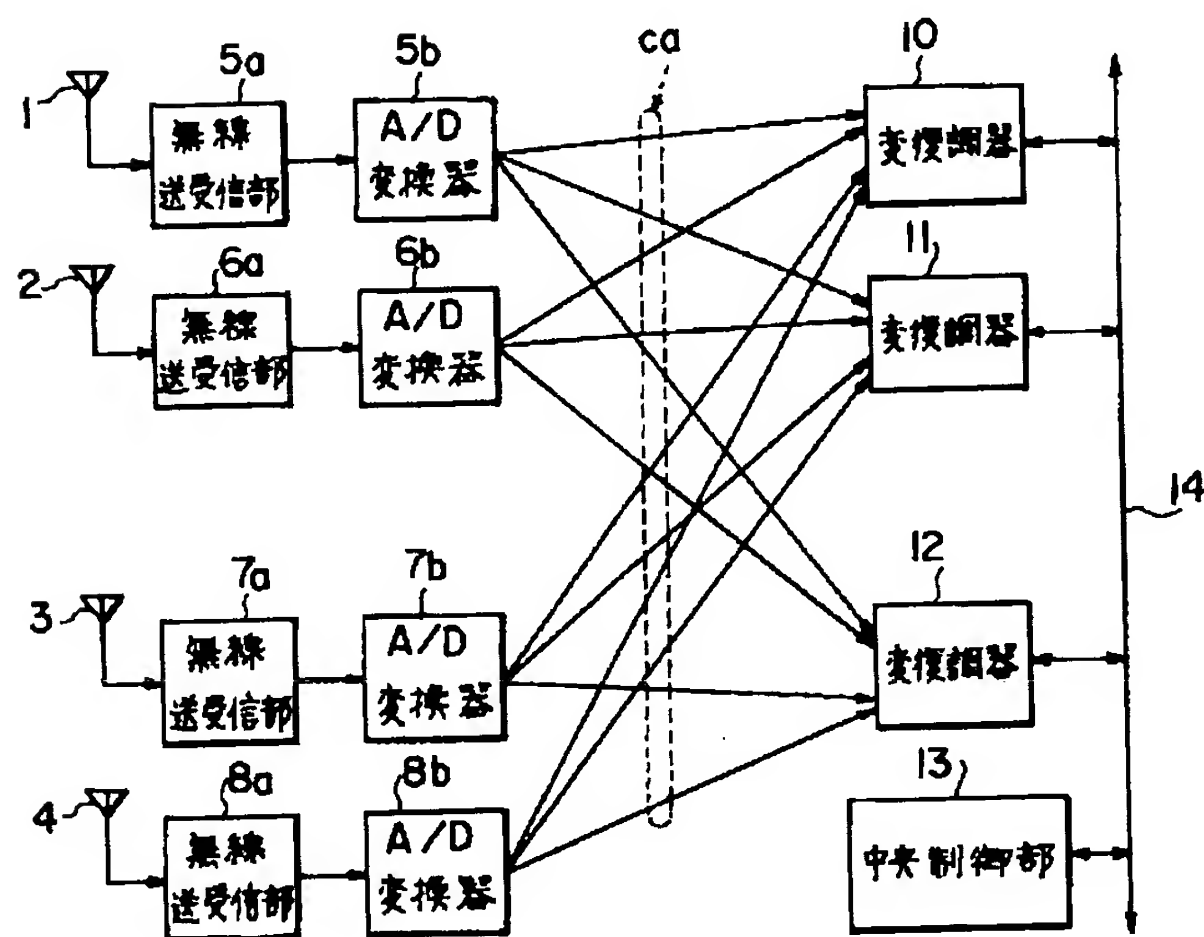 ca
10
5a
5b
1
無線
送受信部
A/D
変換器
変復調器
6a
6b
11
2
無線
送受信部
A/D
変換器
変復調器
14
7a
7b
12
3
無線
送受信部
A/D
変換器
変復調器
8a
8b
13
4
無線
送受信部
A/D
変換器
中央制御部